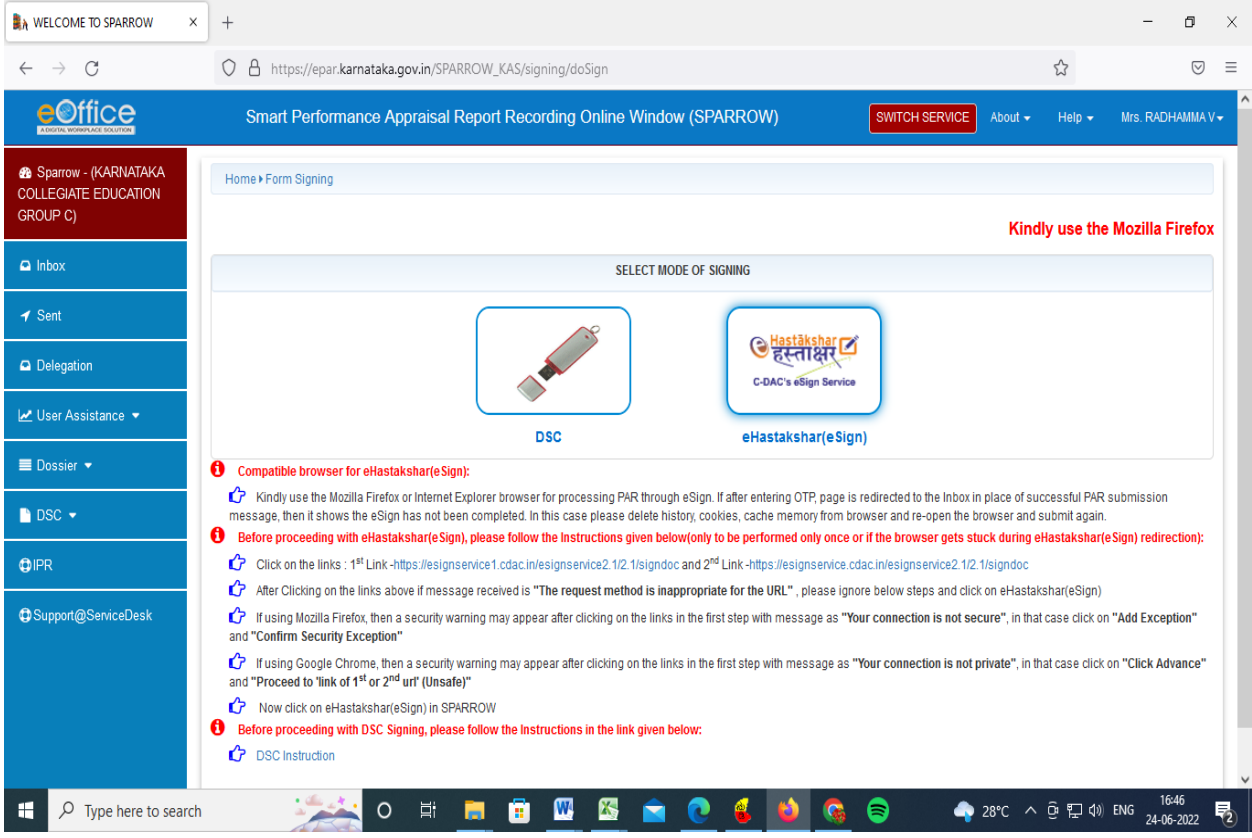 WELCOME TO SPARROW
https://epar.karnataka.gov.in/SPARROW_KAS/signing/doSign
eOffice
A DIGITAL WORKPLACE SOLUTION
Smart Performance Appraisal Report Recording Online Window (SPARROW)
SWITCH SERVICE
About
Help
Mrs. RADHAMMA V
Sparrow - (KARNATAKA
COLLEGIATE EDUCATION
GROUP C)
Inbox
Sent
Delegation
User Assistance
Dossier
DSC
IPR
Support@ServiceDesk
Home Form Signing
Kindly use the Mozilla Firefox
SELECT MODE OF SIGNING
eHastākshar
हस्ताक्षर
C-DAC's eSign Service
DSC
eHastakshar(eSign)
Compatible browser for eHastakshar(eSign):
Kindly use the Mozilla Firefox or Internet Explorer browser for processing PAR through eSign. If after entering OTP, page is redirected to the Inbox in place of successful PAR submission
message, then it shows the eSign has not been completed. In this case please delete history, cookies, cache memory from browser and re-open the browser and submit again.
Before proceeding with eHastakshar(eSign), please follow the Instructions given below(only to be performed only once or if the browser gets stuck during eHastakshar(eSign) redirection):
Click on the links : 1st Link -https://esignservice1.cdac.in/esignservice2.1/2.1/signdoc and 2nd Link -https://esignservice.cdac.in/esignservice2.1/2.1/signdoc
After Clicking on the links above if message received is "The request method is inappropriate for the URL" , please ignore below steps and click on eHastakshar(eSign)
If using Mozilla Firefox, then a security warning may appear after clicking on the links in the first step with message as "Your connection is not secure", in that case click on "Add Exception"
and "Confirm Security Exception"
If using Google Chrome, then a security warning may appear after clicking on the links in the first step with message as "Your connection is not private", in that case click on "Click Advance"
and "Proceed to 'link of 1st or 2nd url' (Unsafe)"
Now click on eHastakshar(eSign) in SPARROW
Before proceeding with DSC Signing, please follow the Instructions in the link given below:
DSC Instruction
Type here to search
28°C
ENG
16:46
24-06-2022
2